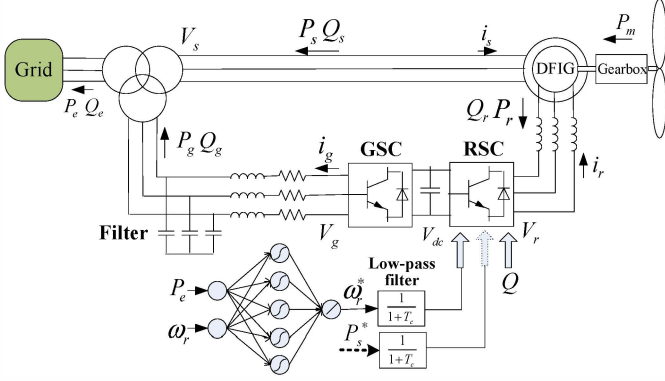 V_s
P_s Q_s
i_s
P_m
Grid
DFIG
Gearbox
P_e Q_e
P_g Q_g
Q_r P_r
i_g
GSC
RSC
i_r
Filter
V_g
V_dc
V_r
P_e
ω_r
ω_r^*
Low-pass
filter
1
1+T_c
Q
P_s^*
1
1+T_c